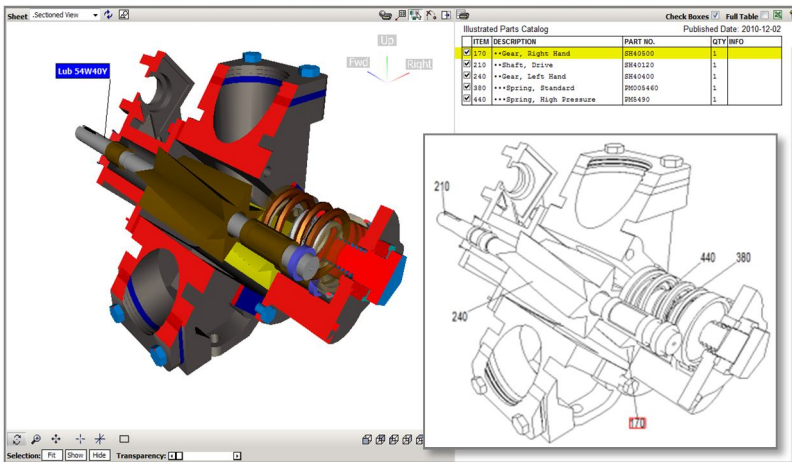 Sheet .Sectioned View
Check Boxes Full Table
Illustrated Parts Catalog Published Date: 2010-12-02
ITEM DESCRIPTION PART NO. QTY INFO
170 ••Gear, Right Hand SH40500 1
210 ••Shaft, Drive SH40120 1
240 ••Gear, Left Hand SH40400 1
380 •••Spring, Standard PM005460 1
440 •••Spring, High Pressure PM5490 1
Up
Fwd Right
Lub 54W40Y
210
440 380
240
170
Selection: Fit Show Hide Transparency: